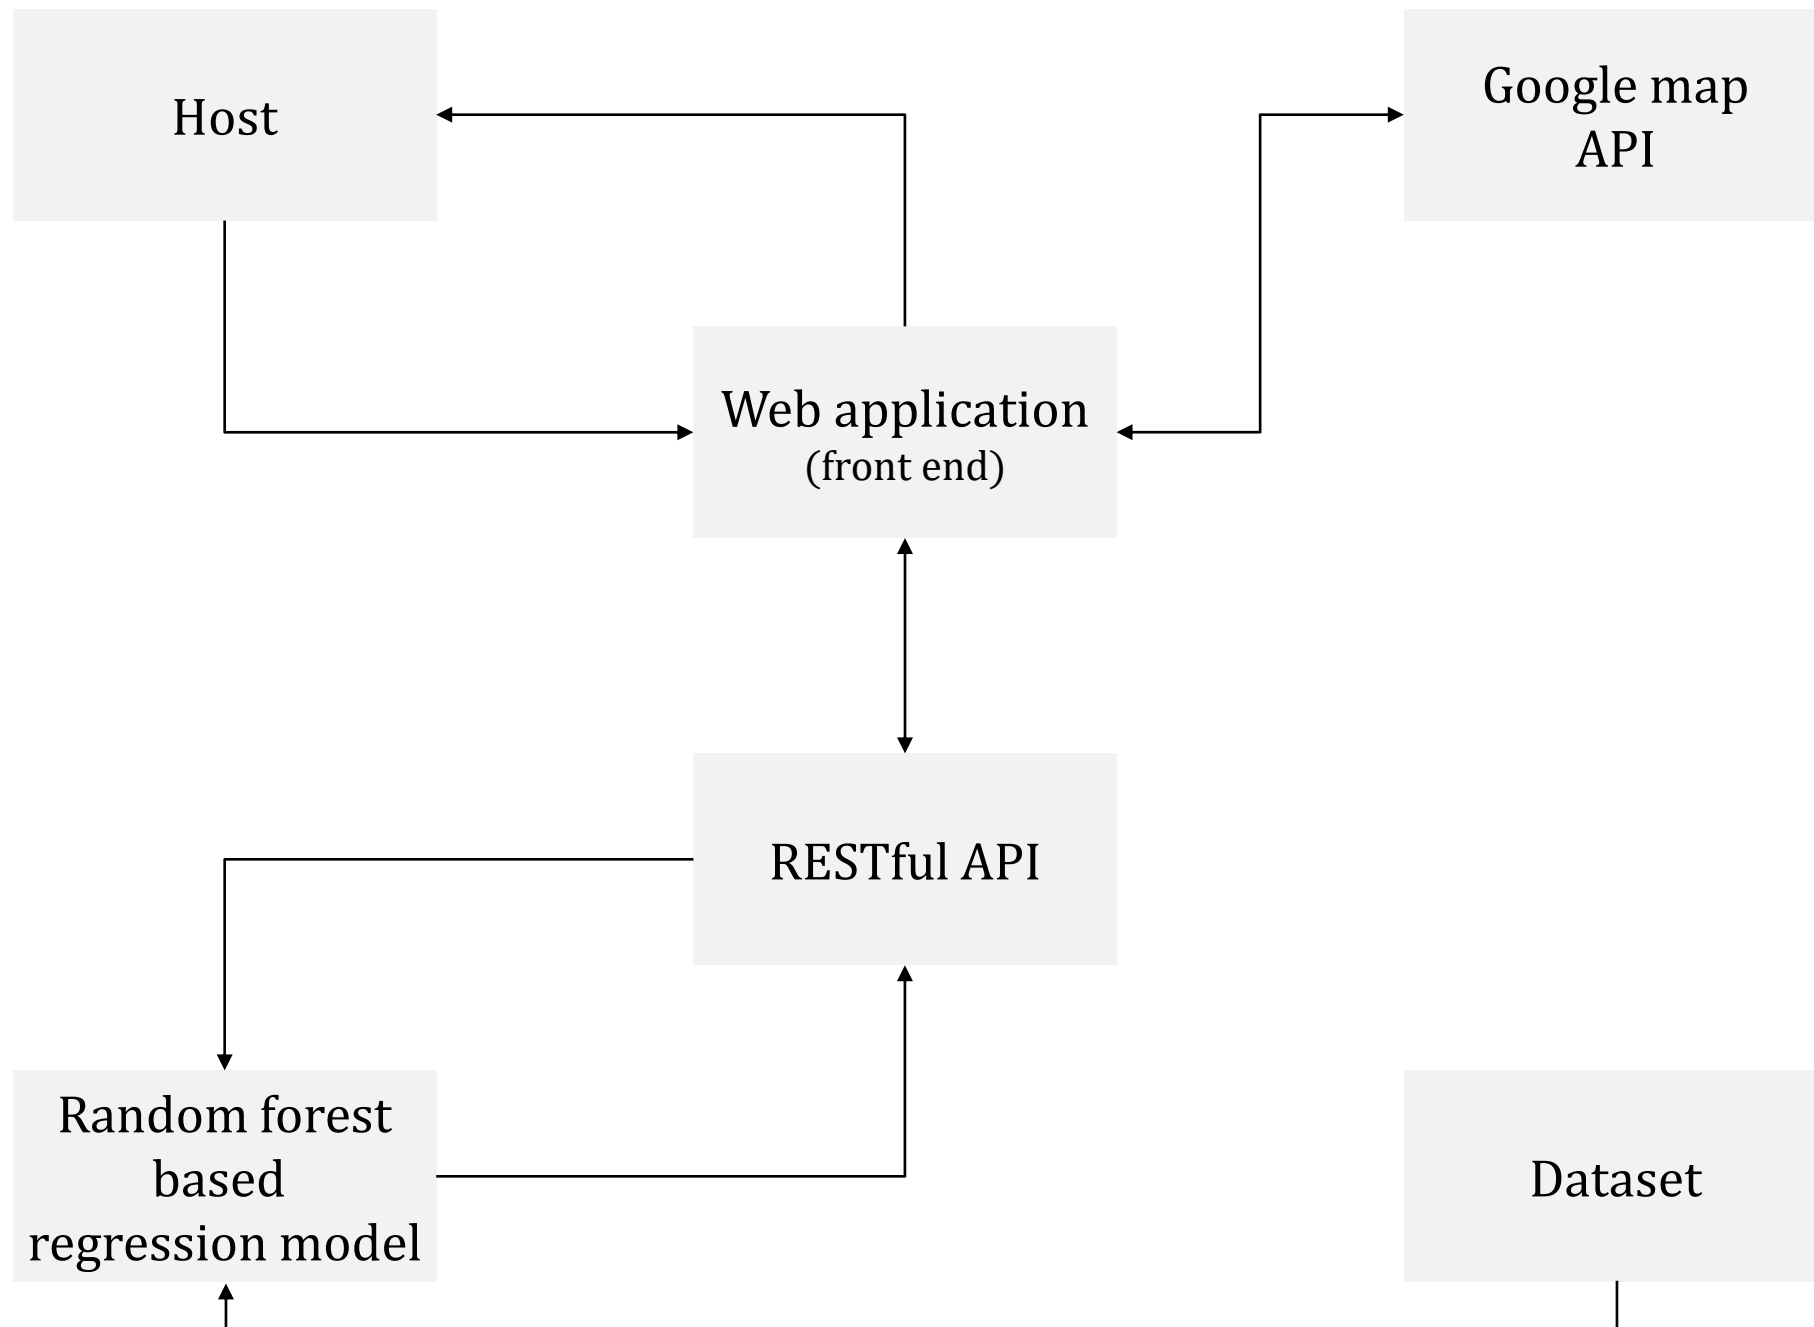 Host
Google map
API
Web application
(front end)
RESTful API
Random forest
based
regression model
Dataset